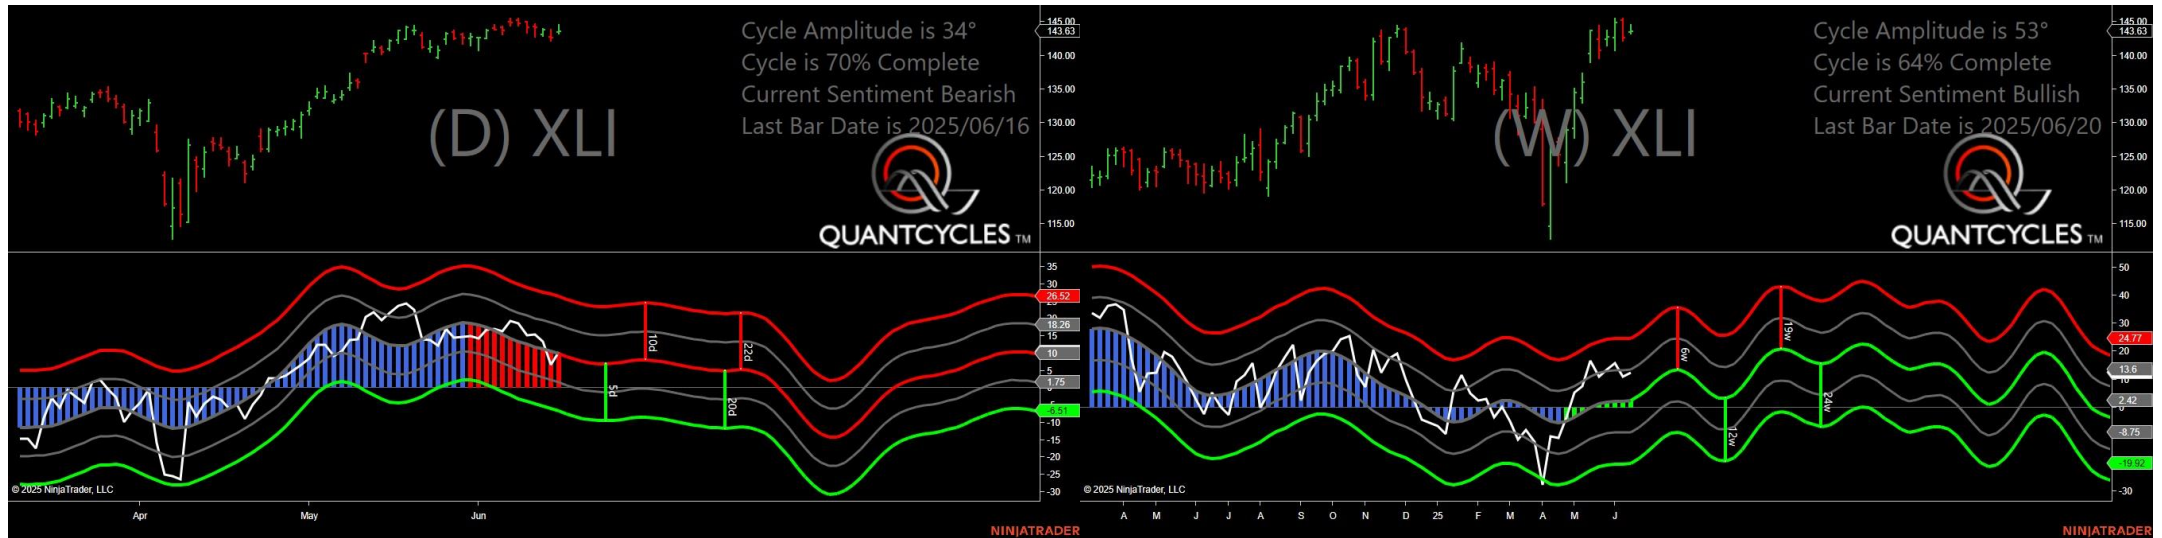 Cycle Amplitude is 34°
Cycle is 70% Complete
Current Sentiment Bearish
Last Bar Date is 2025/06/16
(D) XLI
QUANTCYCLES TM
145.00
143.63
140.00
135.00
130.00
125.00
120.00
115.00
35
30
26.52
18.26
15
10
5
1.75
-6.51
-10
-15
-20
-25
-30
10d
22d
5d
20d
© 2025 NinjaTrader, LLC
Apr May Jun
NINJATRADER
Cycle Amplitude is 53°
Cycle is 64% Complete
Current Sentiment Bullish
Last Bar Date is 2025/06/20
(W) XLI
QUANTCYCLES TM
145.00
143.63
140.00
135.00
130.00
125.00
120.00
115.00
50
40
30
24.77
20
13.6
2.42
-8.75
-19.92
-30
6w
19w
12w
24w
© 2025 NinjaTrader, LLC
A M J J A S O N D 25 F M A M J
NINJATRADER